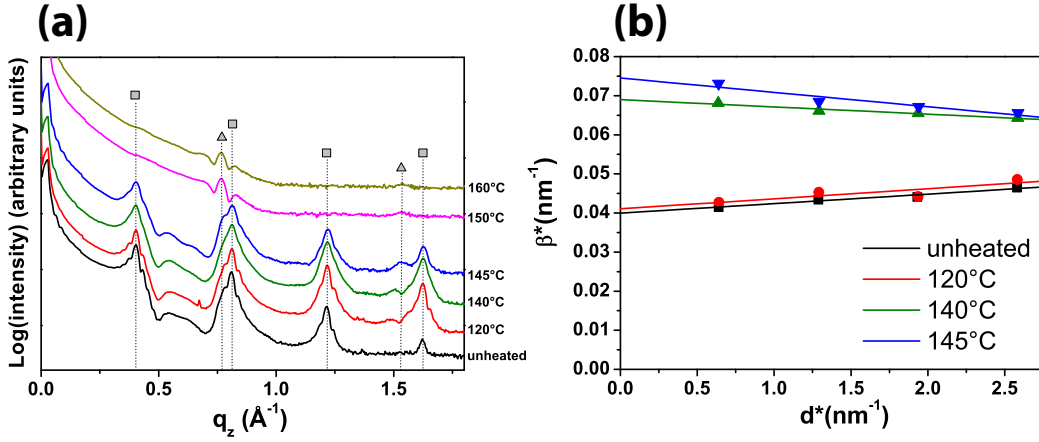 (a)
Log(intensity) (arbitrary units)
160°C
150°C
145°C
140°C
120°C
unheated
0.0 0.5 1.0 1.5
q_z (Å^-1)
(b)
β*(nm^-1)
0.08
0.07
0.06
0.05
0.04
0.03
0.02
0.01
0.00
unheated
120°C
140°C
145°C
0.0 0.5 1.0 1.5 2.0 2.5
d*(nm^-1)